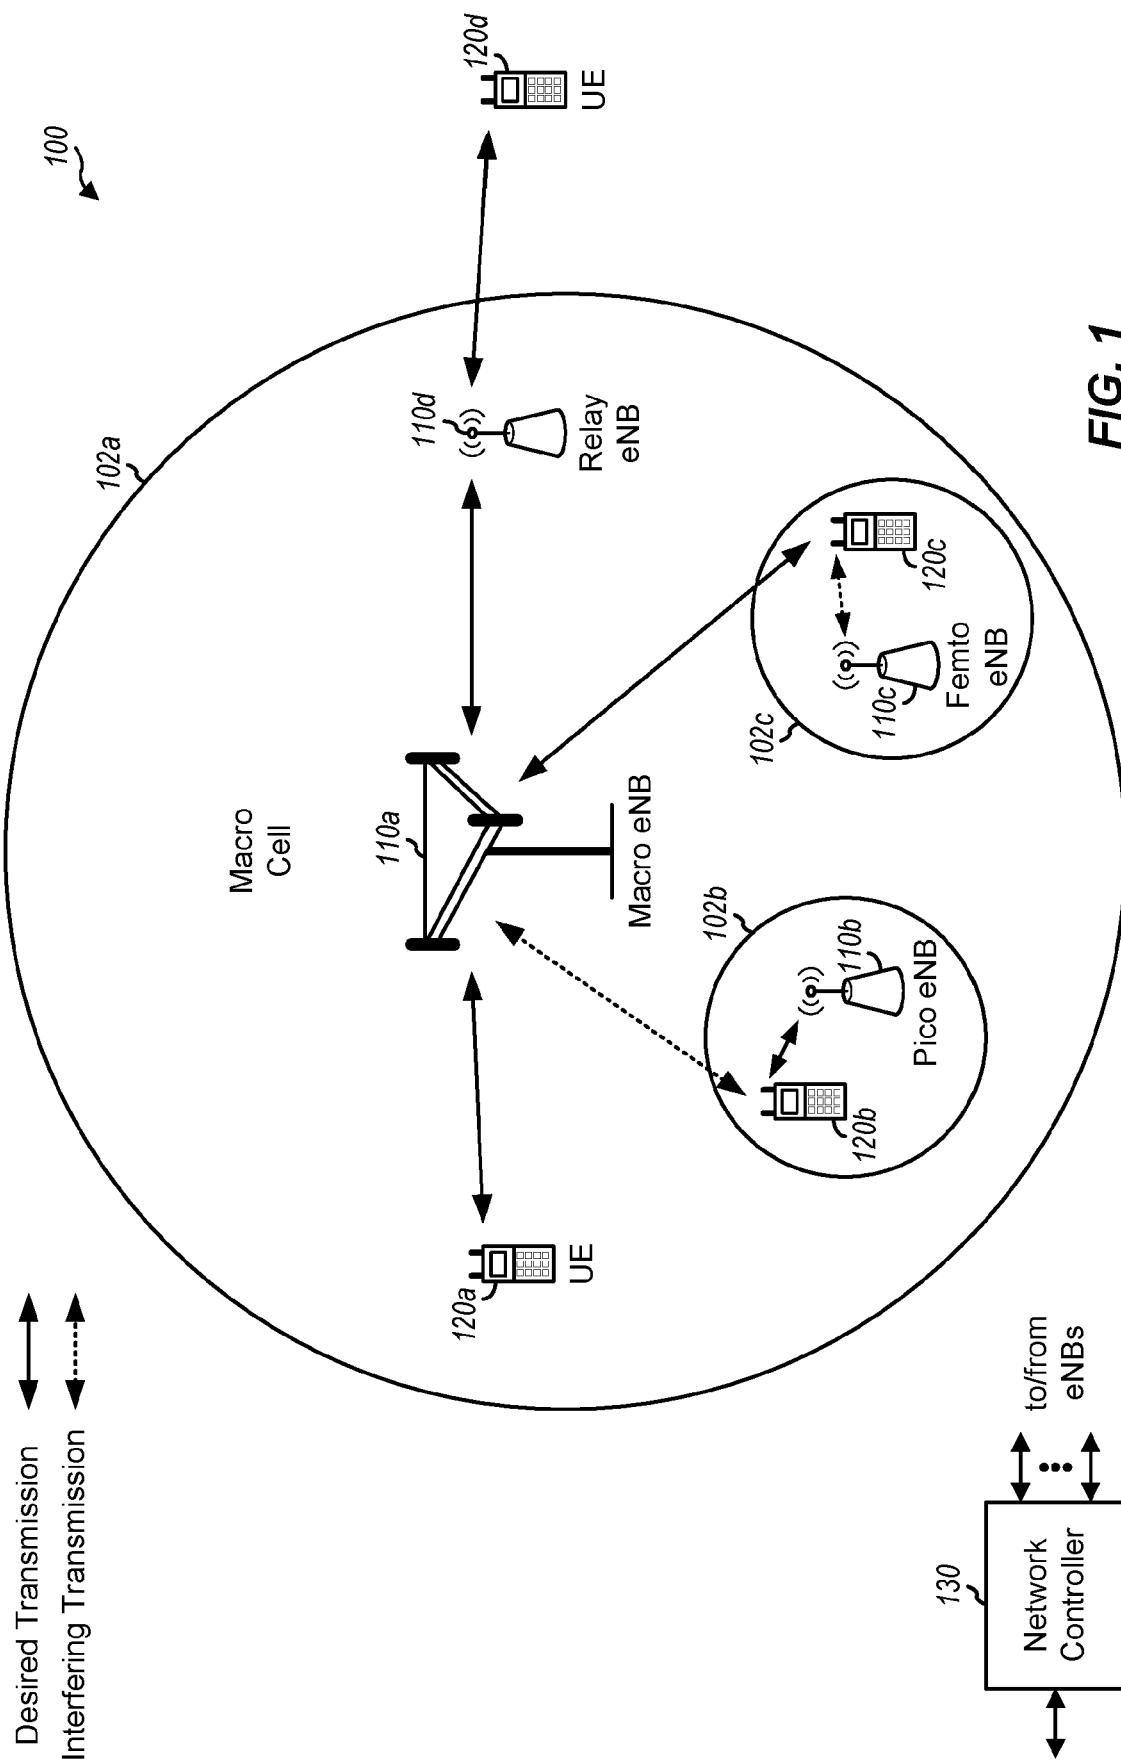 Desired Transmission
Interfering Transmission
100
102a
Macro
Cell
110a
Macro eNB
120a
UE
110d
Relay
eNB
120d
UE
102b
110b
Pico eNB
120b
102c
110c
Femto
eNB
120c
130
Network
Controller
to/from
eNBs
FIG. 1